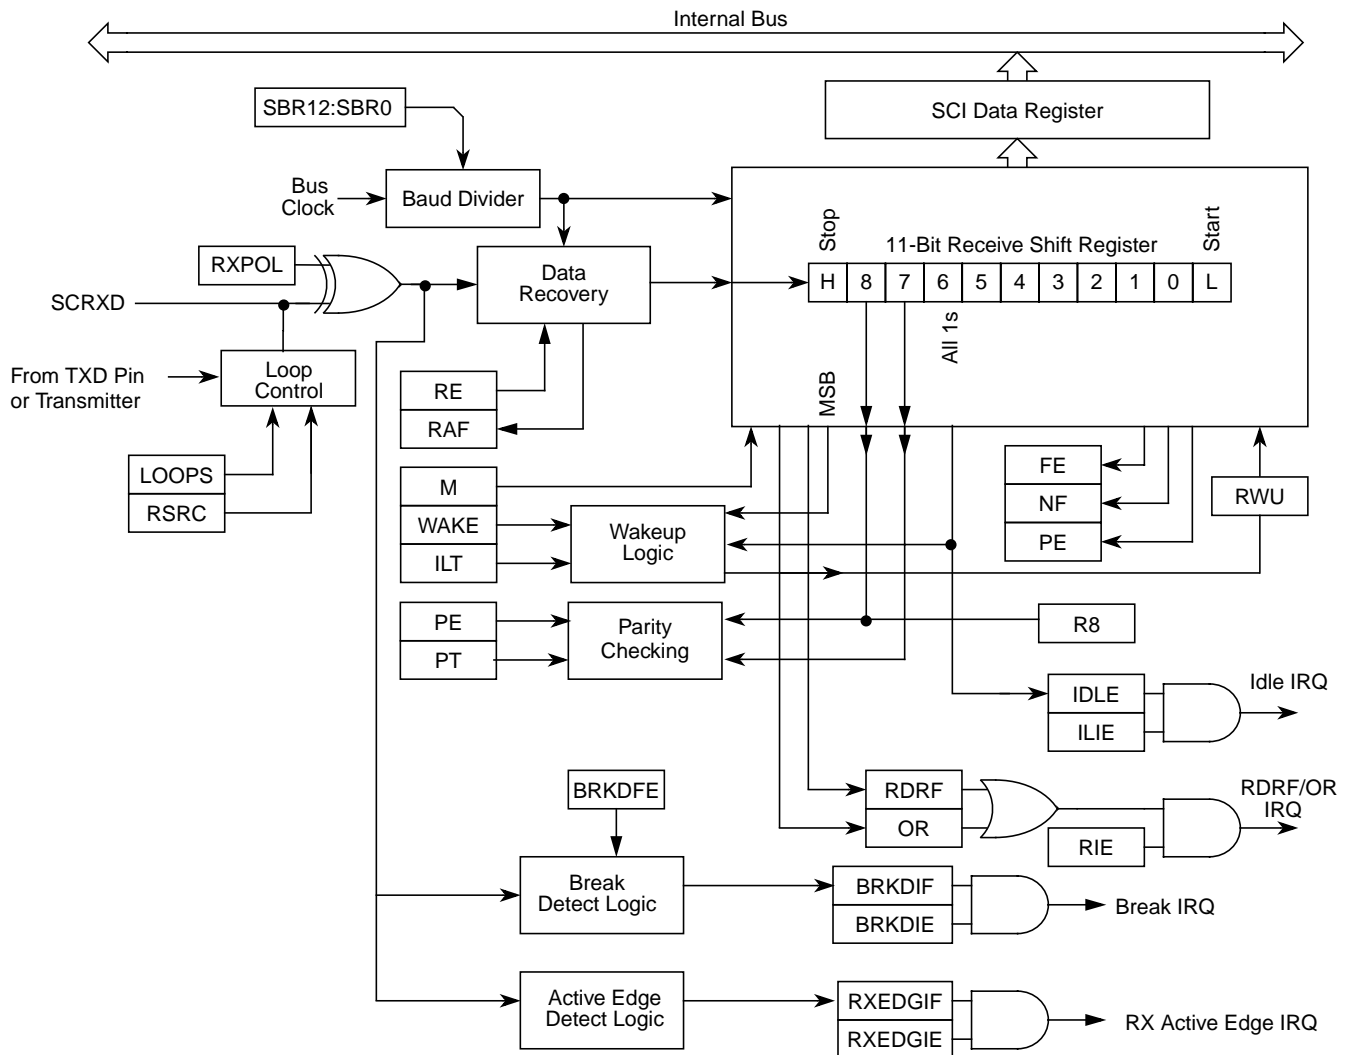 Internal Bus
SCI Data Register
SBR12:SBR0
Bus
Clock
Baud Divider
Stop
11-Bit Receive Shift Register
Start
H 8 7 6 5 4 3 2 1 0 L
All 1s
MSB
RXPOL
SCRXD
Data
Recovery
From TXD Pin
or Transmitter
Loop
Control
RE
RAF
LOOPS
RSRC
M
WAKE
ILT
Wakeup
Logic
FE
NF
PE
RWU
PE
PT
Parity
Checking
R8
IDLE
ILIE
Idle IRQ
BRKDFE
RDRF
OR
RIE
RDRF/OR
IRQ
Break
Detect Logic
BRKDIF
BRKDIE
Break IRQ
Active Edge
Detect Logic
RXEDGIF
RXEDGIE
RX Active Edge IRQ